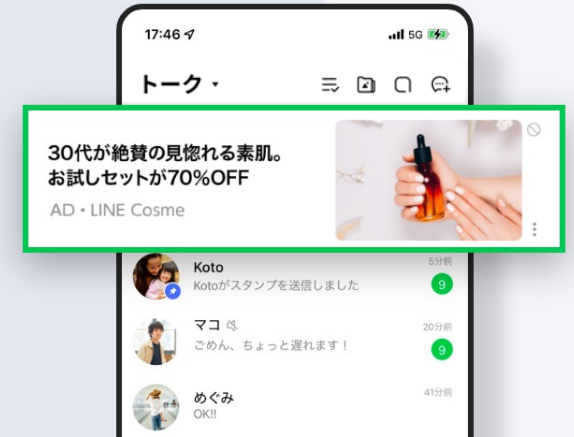 17:46
5G
トーク
30代が絶賛の見惚れる素肌。
お試しセットが70%OFF
AD・LINE Cosme
Koto
5分前
Kotoがスタンプを送信しました
9
マコ
20分前
ごめん、ちょっと遅れます！
9
めぐみ
41分前
OK!!